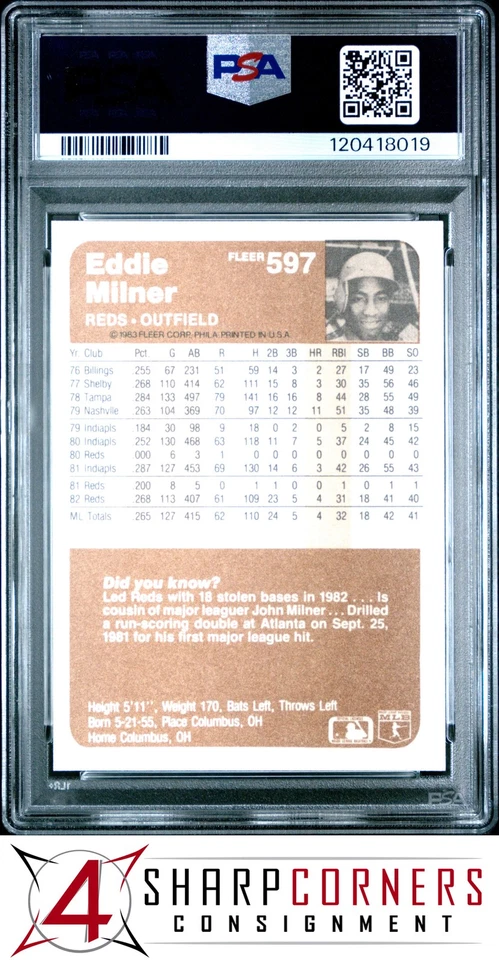 PSA
120418019
Eddie
Milner
FLEER 597
REDS • OUTFIELD
© 1983 FLEER CORP. PHILA. PRINTED IN U.S.A.
Yr. Club Pct. G AB R H 2B 3B HR RBI SB BB SO
76 Billings 255 67 231 51 59 14 3 2 27 17 49 23
77 Shelby 268 110 414 62 111 15 8 3 30 35 56 46
78 Tampa 284 133 497 79 141 16 16 8 44 28 55 49
79 Nashvlle 263 104 369 70 97 12 12 11 51 35 48 39
79 Indiapls 184 30 98 9 18 0 2 0 5 2 8 15
80 Indiapls 252 130 468 63 118 11 7 5 37 24 45 42
80 Reds 000 6 3 1 0 0 0 0 0 0 0 0
81 Indiapls 287 127 453 69 130 14 6 3 42 26 55 43
81 Reds 200 8 5 0 1 1 0 0 1 0 1 1
82 Reds 268 113 407 61 109 23 5 4 31 18 41 40
ML Totals 265 127 415 62 110 24 5 4 32 18 42 41
Did you know?
Led Reds with 18 stolen bases in 1982 . . . Is
cousin of major leaguer John Milner . . . Drilled
a run-scoring double at Atlanta on Sept. 25,
1981 for his first major league hit.
Height 5'11", Weight 170, Bats Left, Throws Left
Born 5-21-55, Place Columbus, OH
Home Columbus, OH
MLB
PSA
4
SHARPCORNERS
CONSIGNMENT